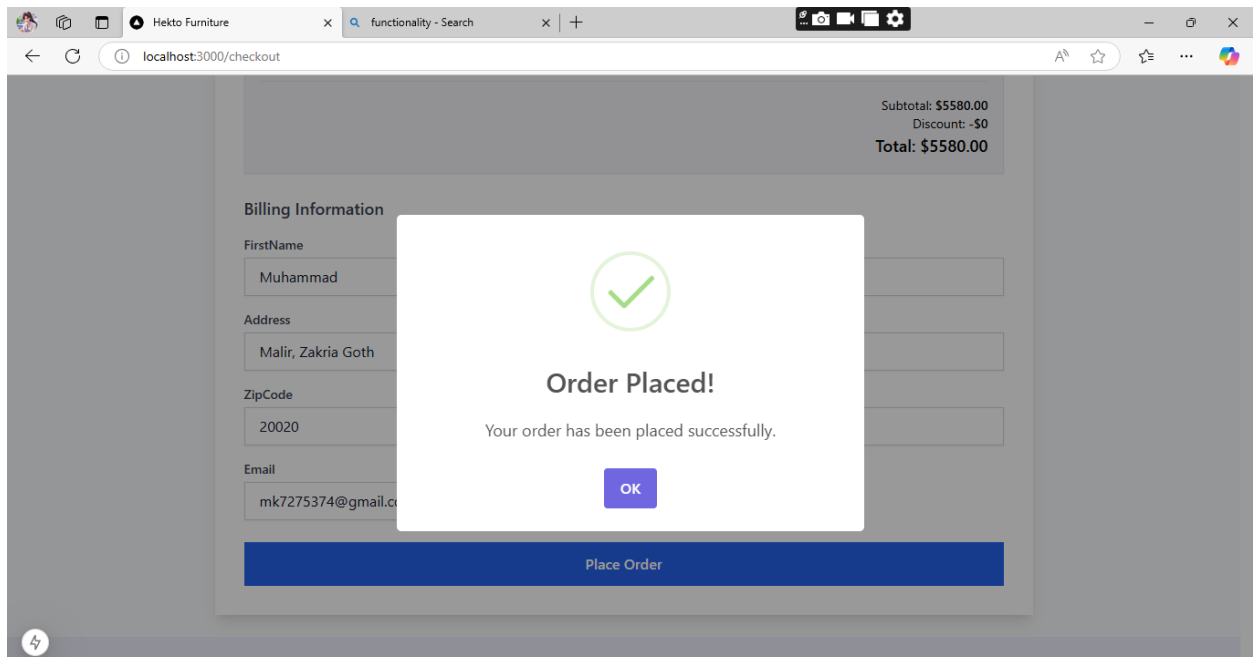 Hekto Furniture
functionality - Search
localhost:3000/checkout
Subtotal: $5580.00
Discount: -$0
Total: $5580.00
Billing Information
FirstName
Muhammad
Address
Malir, Zakria Goth
ZipCode
20020
Email
mk7275374@gmail.c
Order Placed!
Your order has been placed successfully.
OK
Place Order